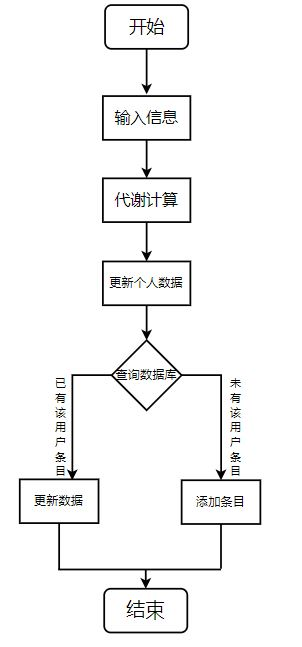 开始
输入信息
代谢计算
更新个人数据
查询数据库
已有该用户条目
未有该用户条目
更新数据
添加条目
结束